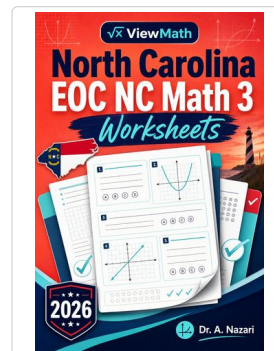 √x ViewMath
North Carolina
EOC NC Math 3
Worksheets
2026
Dr. A. Nazari